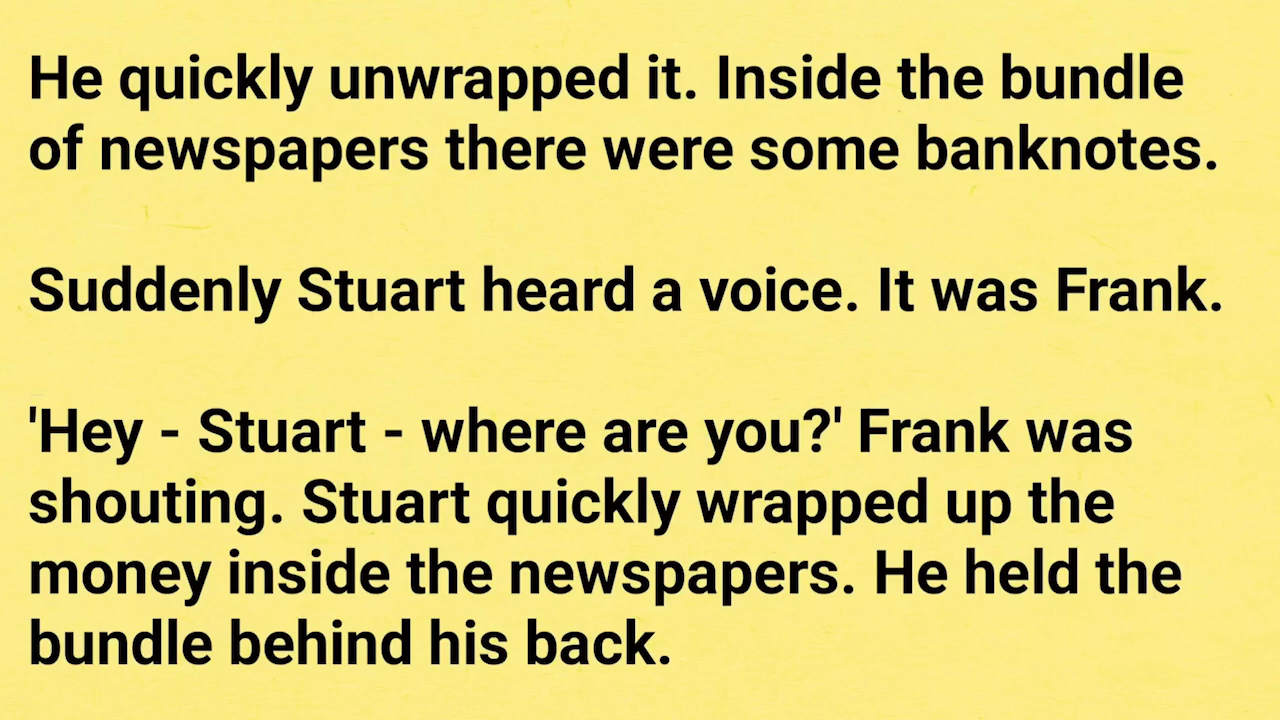 He quickly unwrapped it. Inside the bundle
of newspapers there were some banknotes.
Suddenly Stuart heard a voice. It was Frank.
'Hey - Stuart - where are you?' Frank was
shouting. Stuart quickly wrapped up the
money inside the newspapers. He held the
bundle behind his back.